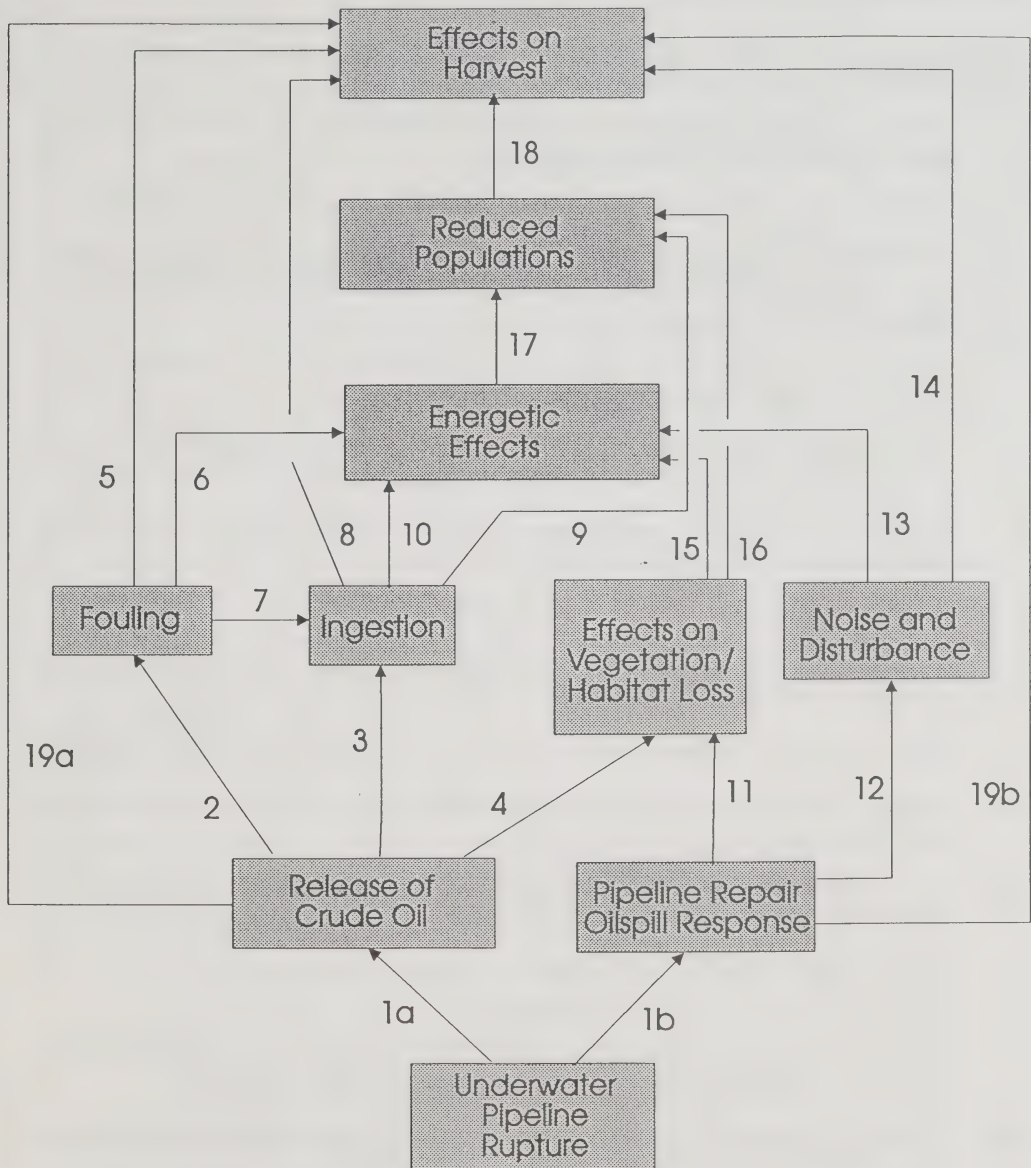 Effects on
Harvest
18
Reduced
Populations
17
14
Energetic
Effects
5
6
8
10
9
15
16
13
7
Fouling
Ingestion
Effects on
Vegetation/
Habitat Loss
Noise and
Disturbance
19a
2
3
4
11
12
19b
Release of
Crude Oil
Pipeline Repair
Oilspill Response
1a
1b
Underwater
Pipeline
Rupture